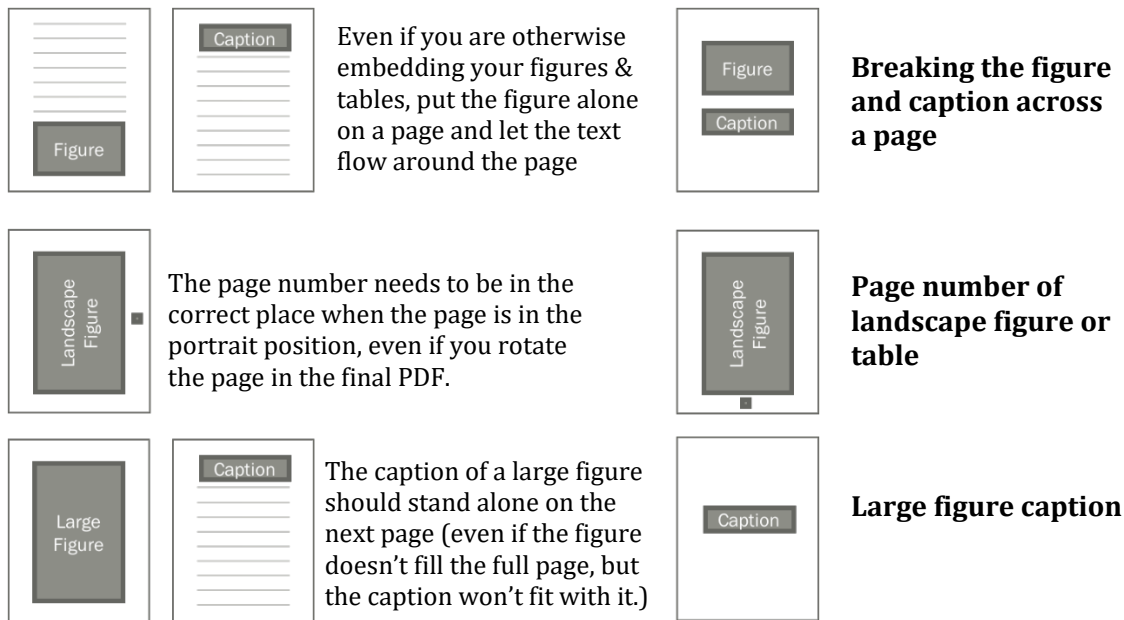 Figure
Caption
Even if you are otherwise
embedding your figures &
tables, put the figure alone
on a page and let the text
flow around the page
Figure
Caption
Breaking the figure
and caption across
a page
Landscape
Figure
The page number needs to be in the
correct place when the page is in the
portrait position, even if you rotate
the page in the final PDF.
Landscape
Figure
Page number of
landscape figure or
table
Large
Figure
Caption
The caption of a large figure
should stand alone on the
next page (even if the figure
doesn’t fill the full page, but
the caption won’t fit with it.)
Caption
Large figure caption